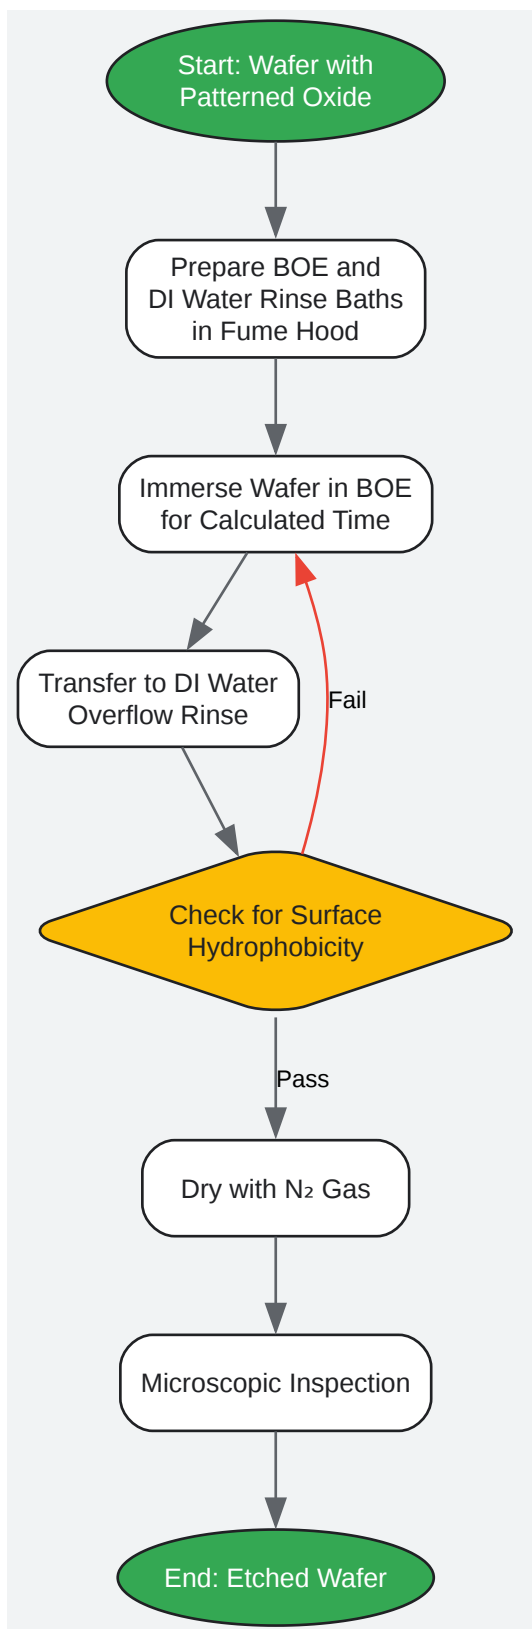 Start: Wafer with
Patterned Oxide
Prepare BOE and
DI Water Rinse Baths
in Fume Hood
Immerse Wafer in BOE
for Calculated Time
Transfer to DI Water
Overflow Rinse
Fail
Check for Surface
Hydrophobicity
Pass
Dry with N₂ Gas
Microscopic Inspection
End: Etched Wafer